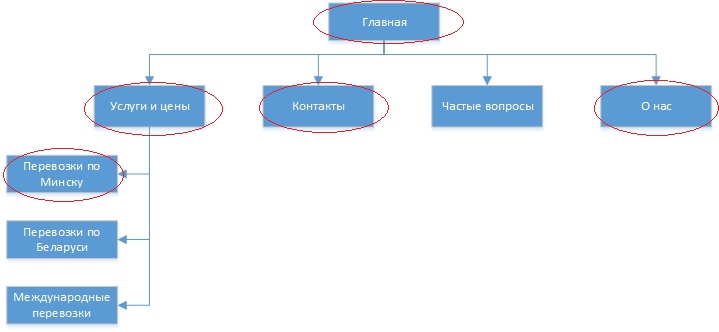 Главная
Услуги и цены
Контакты
Частые вопросы
О нас
Перевозки по
Минску
Перевозки по
Беларуси
Международные
перевозки